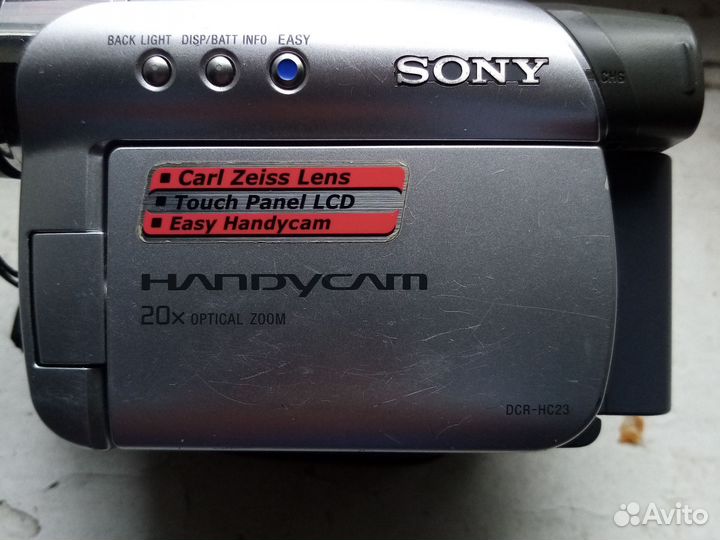 BACK LIGHT DISP/BATT INFO EASY
SONY
CHG
▪ Carl Zeiss Lens
▪ Touch Panel LCD
▪ Easy Handycam
HANDYCAM
20x OPTICAL ZOOM
DCR-HC23
Avito